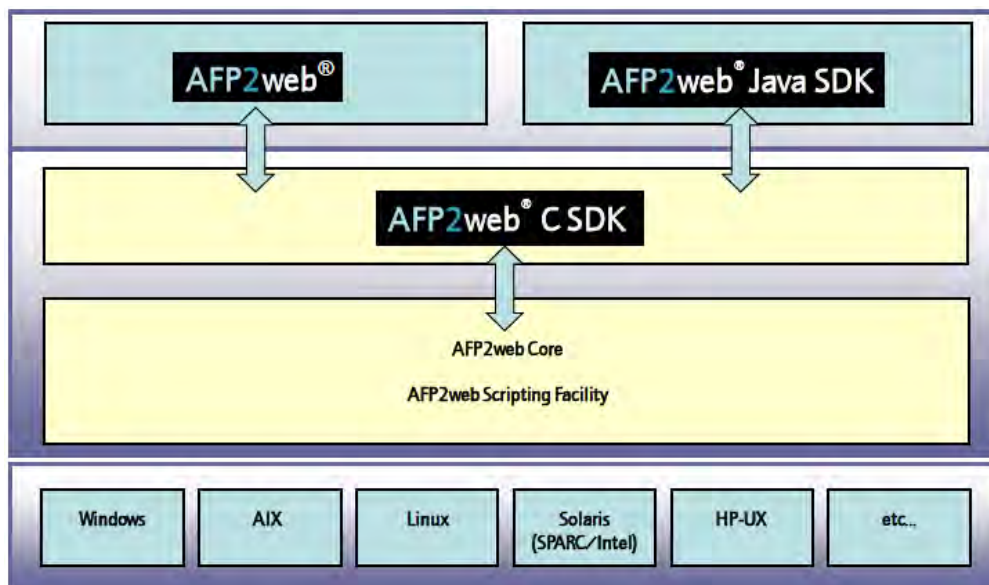 AFP2web®
AFP2web® Java SDK
AFP2web® C SDK
AFP2web Core
AFP2web Scripting Facility
Windows
AIX
Linux
Solaris
(SPARC/Intel)
HP-UX
etc...